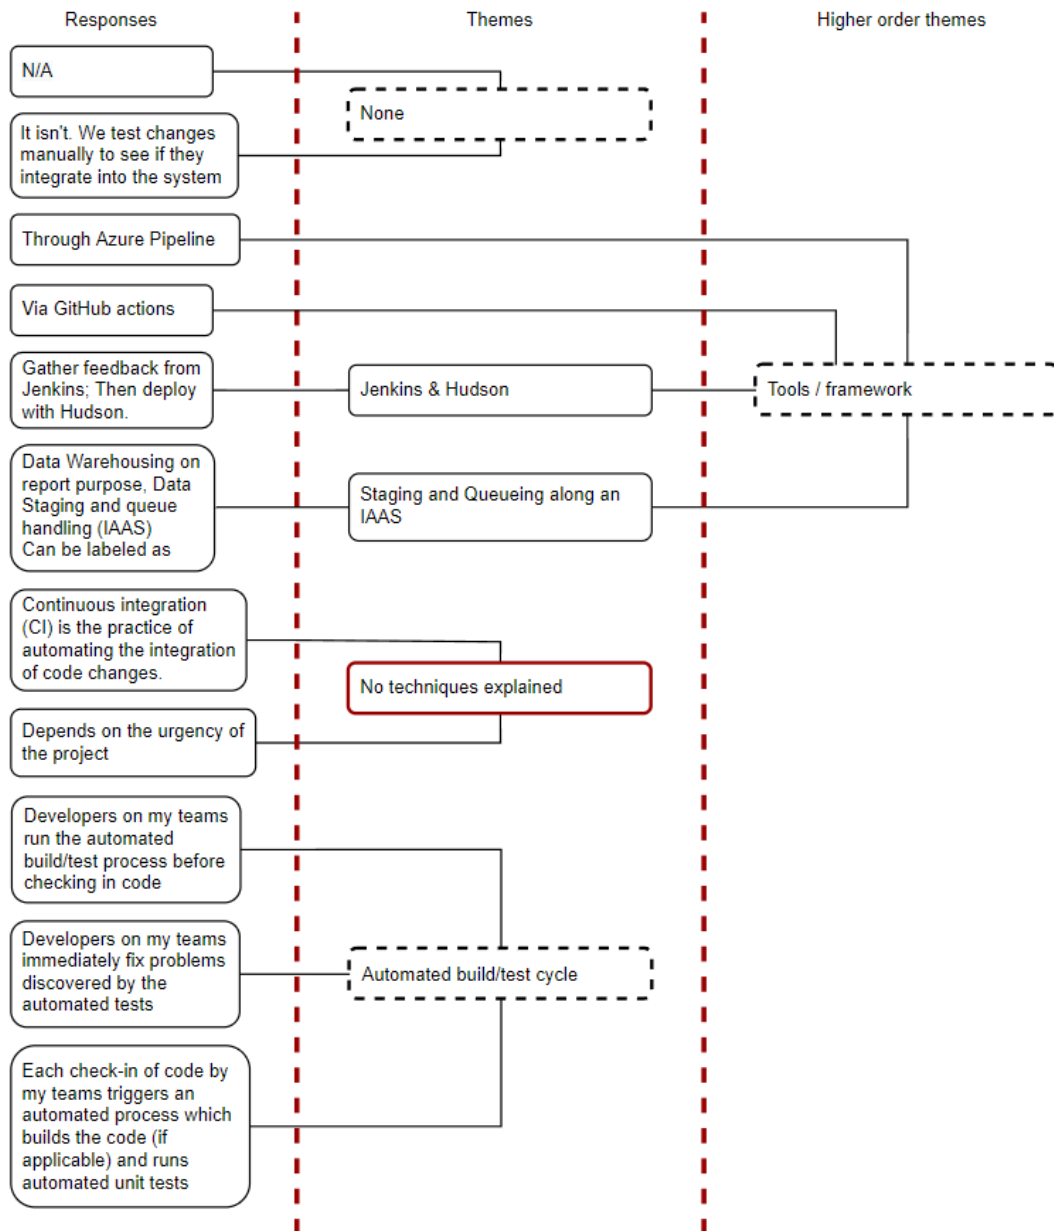 Responses
Themes
Higher order themes
N/A
None
It isn't. We test changes
manually to see if they
integrate into the system
Through Azure Pipeline
Via GitHub actions
Gather feedback from
Jenkins; Then deploy
with Hudson.
Jenkins & Hudson
Tools / framework
Data Warehousing on
report purpose, Data
Staging and queue
handling (IAAS)
Can be labeled as
Staging and Queueing along an
IAAS
Continuous integration
(CI) is the practice of
automating the integration
of code changes.
No techniques explained
Depends on the urgency of
the project
Developers on my teams
run the automated
build/test process before
checking in code
Developers on my teams
immediately fix problems
discovered by the
automated tests
Automated build/test cycle
Each check-in of code by
my teams triggers an
automated process which
builds the code (if
applicable) and runs
automated unit tests